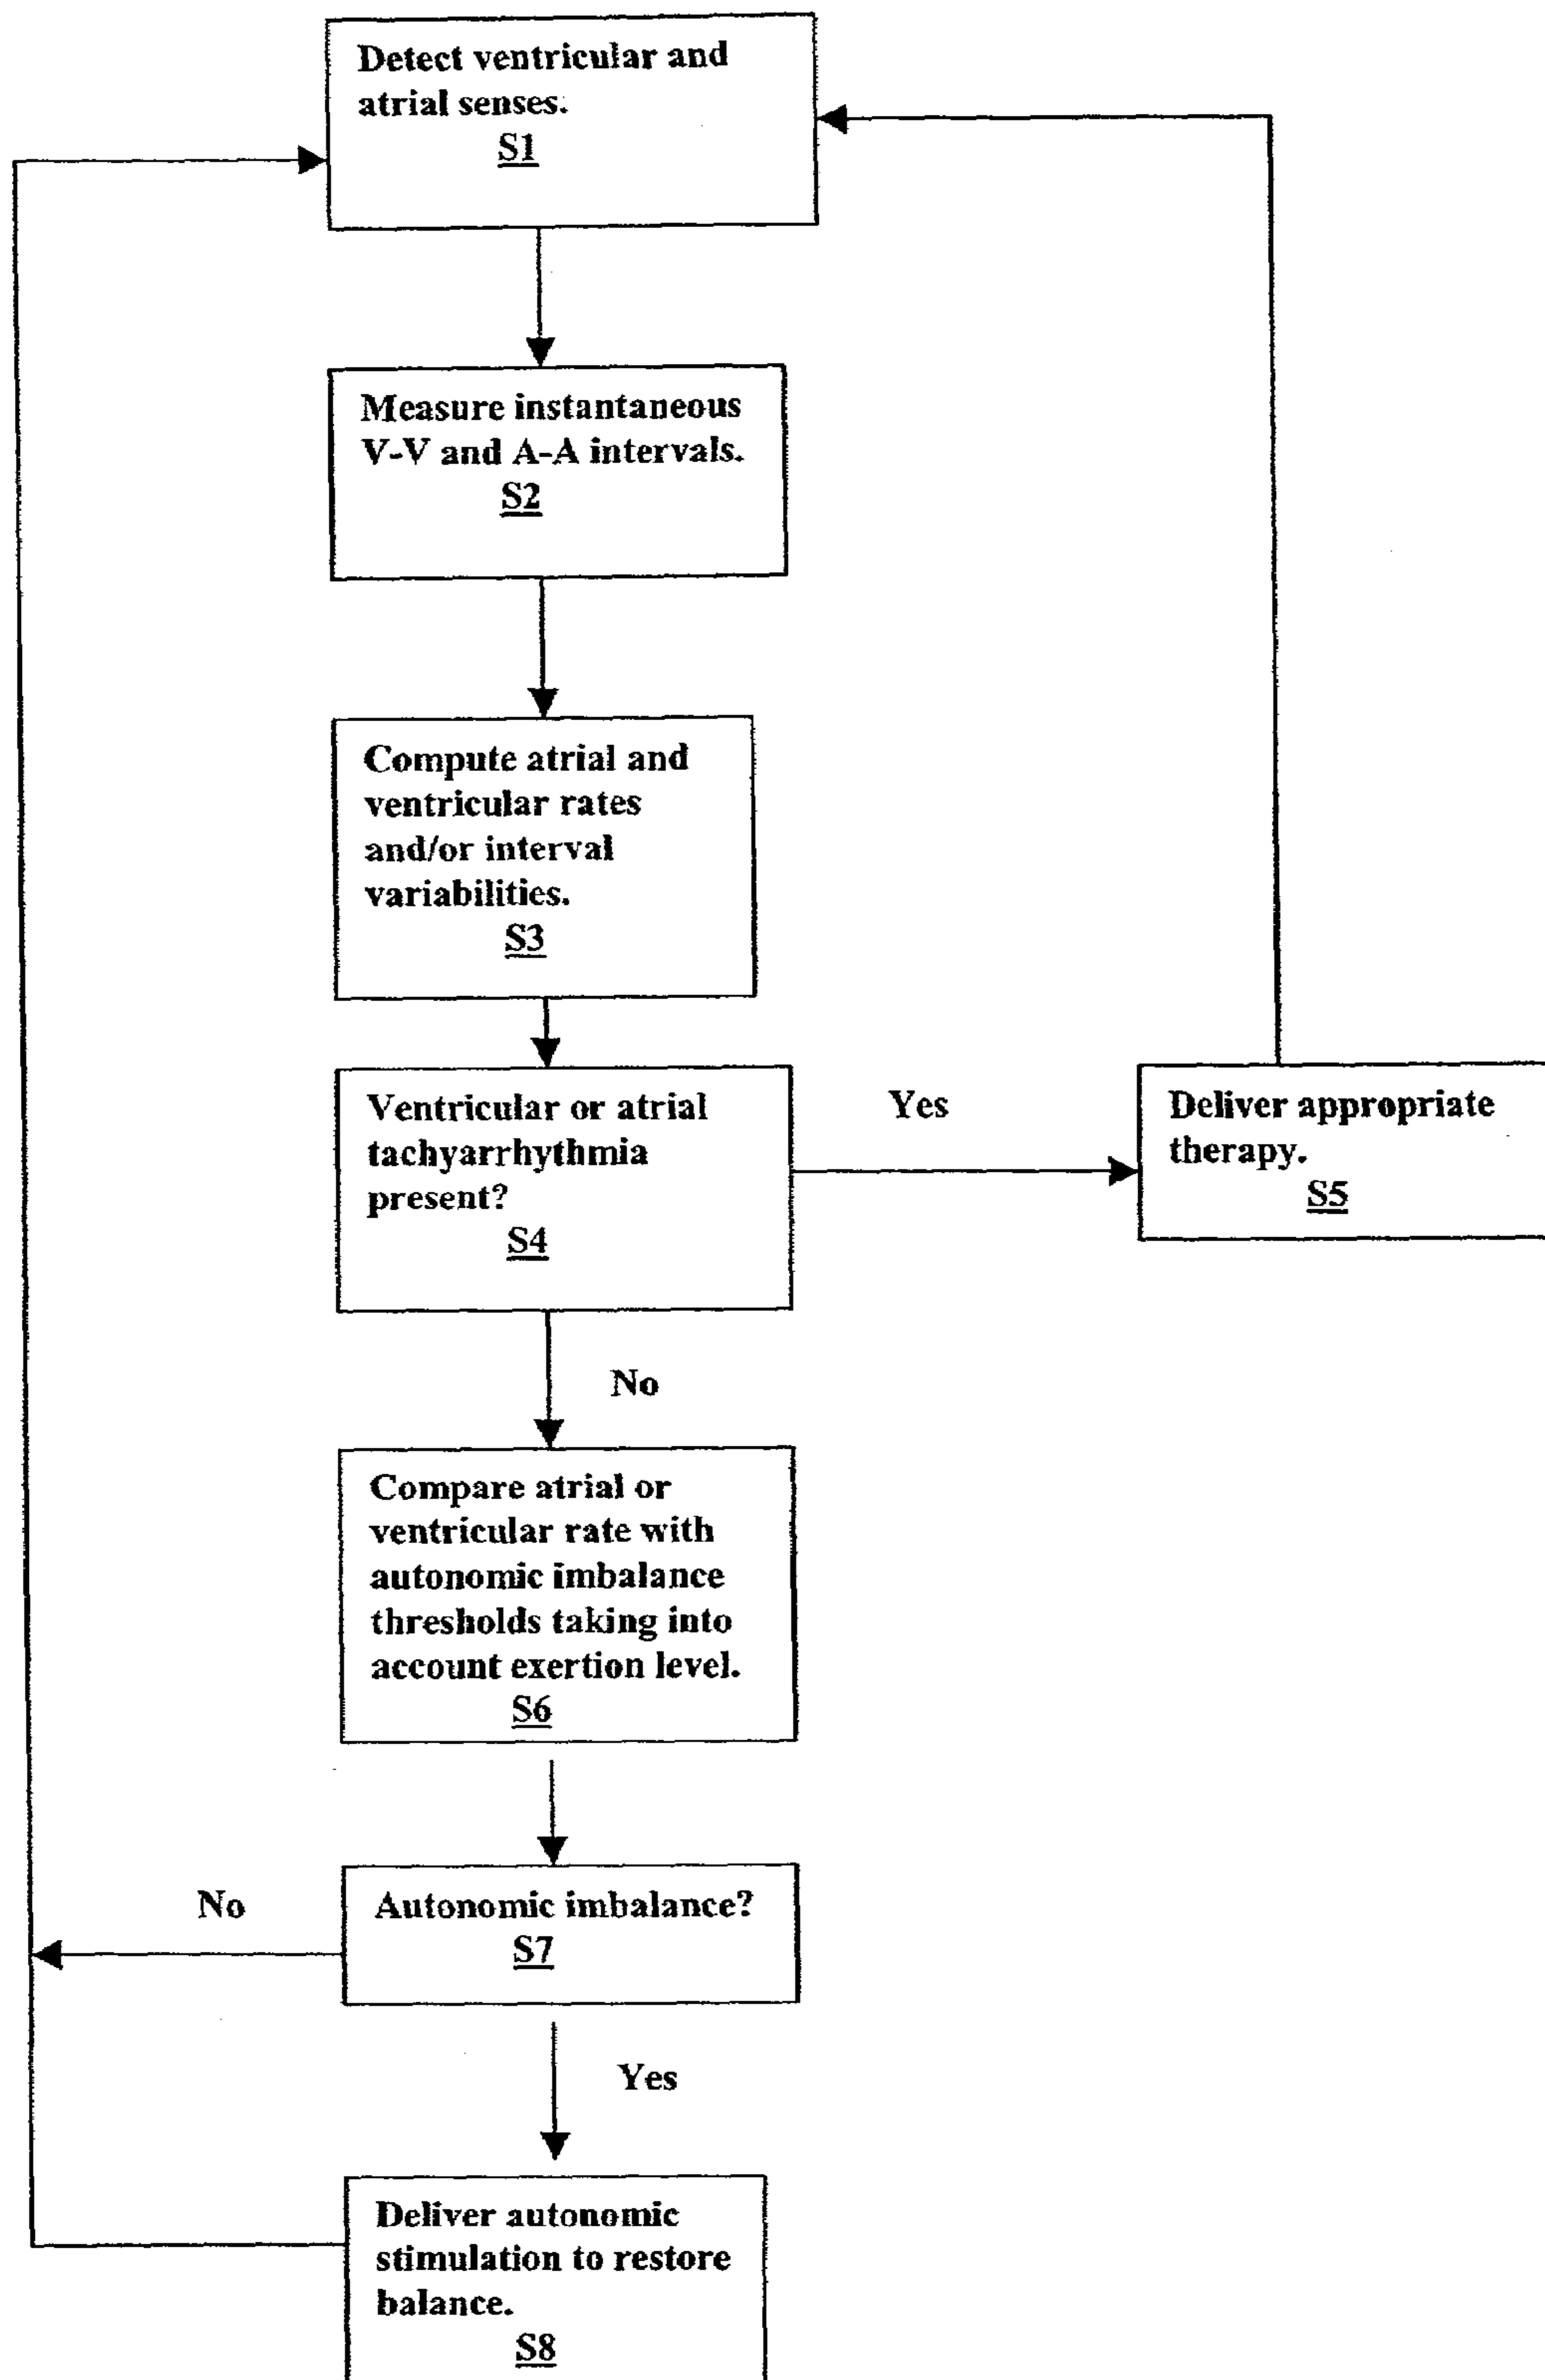 Detect ventricular and
atrial senses.
S1
Measure instantaneous
V-V and A-A intervals.
S2
Compute atrial and
ventricular rates
and/or interval
variabilities.
S3
Ventricular or atrial
tachyarrhythmia
present?
S4
Yes
Deliver appropriate
therapy.
S5
No
Compare atrial or
ventricular rate with
autonomic imbalance
thresholds taking into
account exertion level.
S6
No
Autonomic imbalance?
S7
Yes
Deliver autonomic
stimulation to restore
balance.
S8